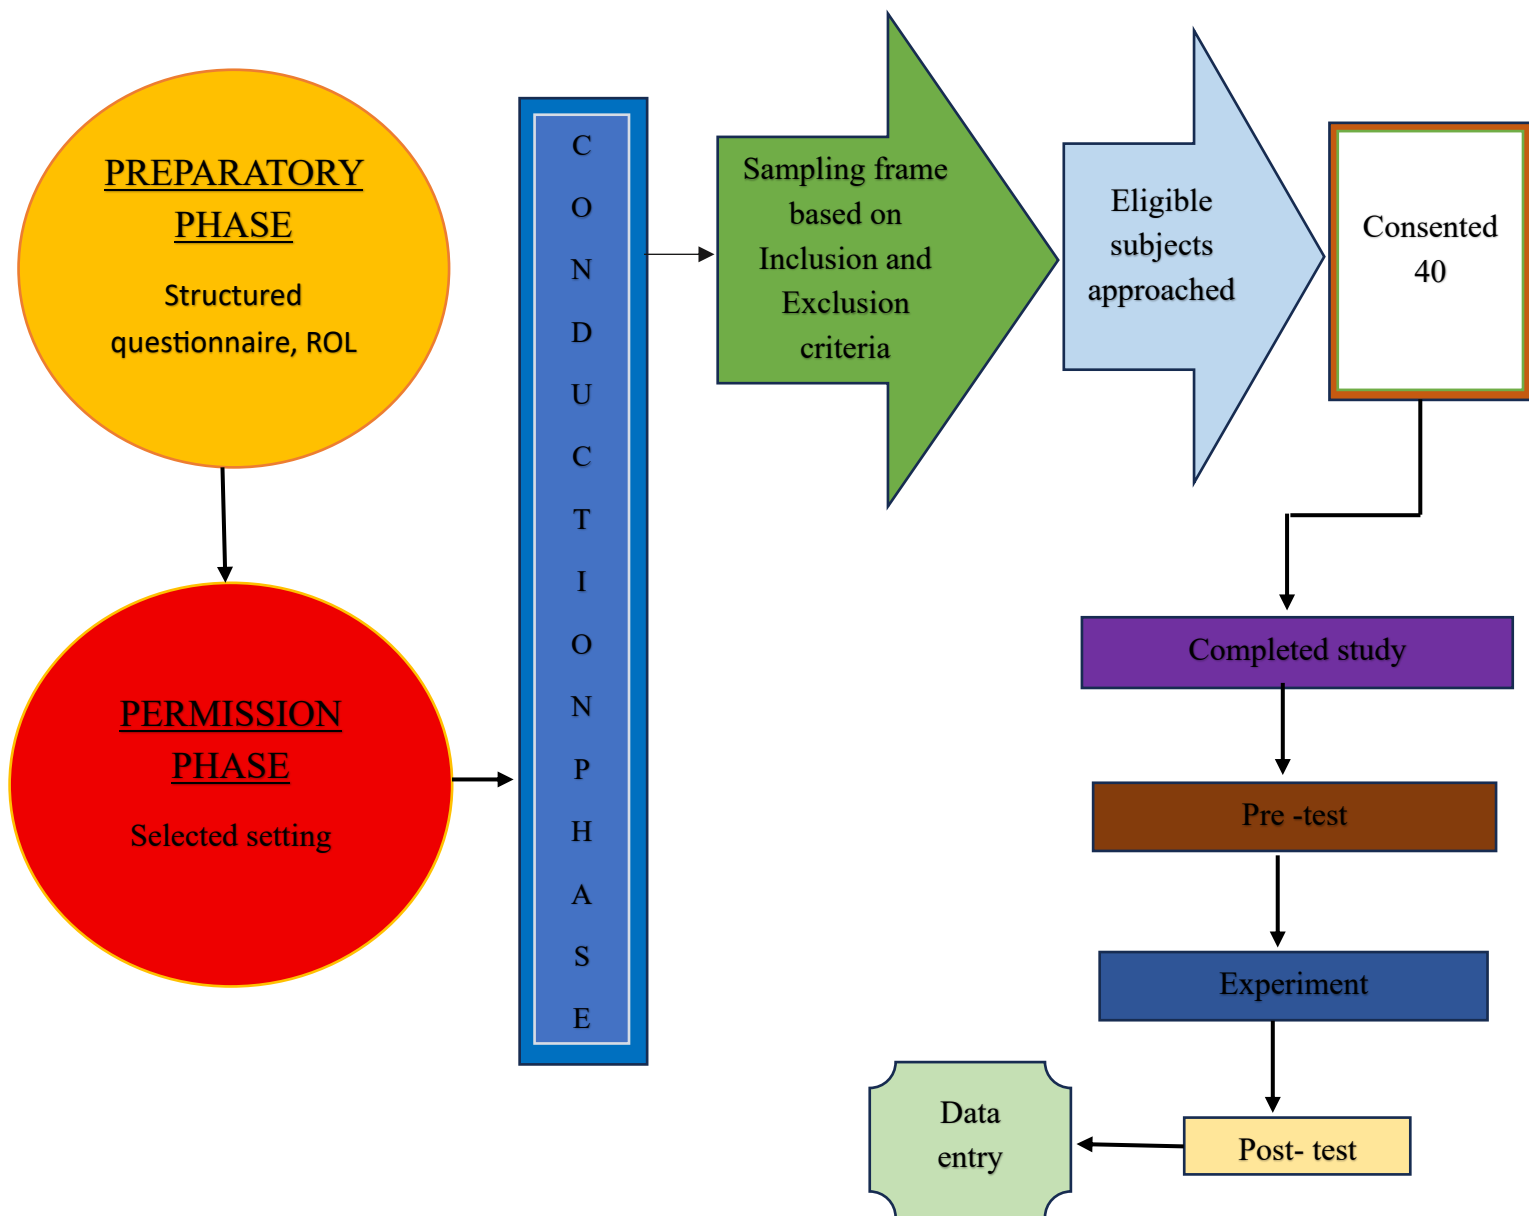 PREPARATORY
PHASE
Structured
questionnaire, ROL
PERMISSION
PHASE
Selected setting
C
O
N
D
U
C
T
I
O
N
P
H
A
S
E
Sampling frame
based on
Inclusion and
Exclusion
criteria
Eligible
subjects
approached
Consented
40
Completed study
Pre -test
Experiment
Post- test
Data
entry